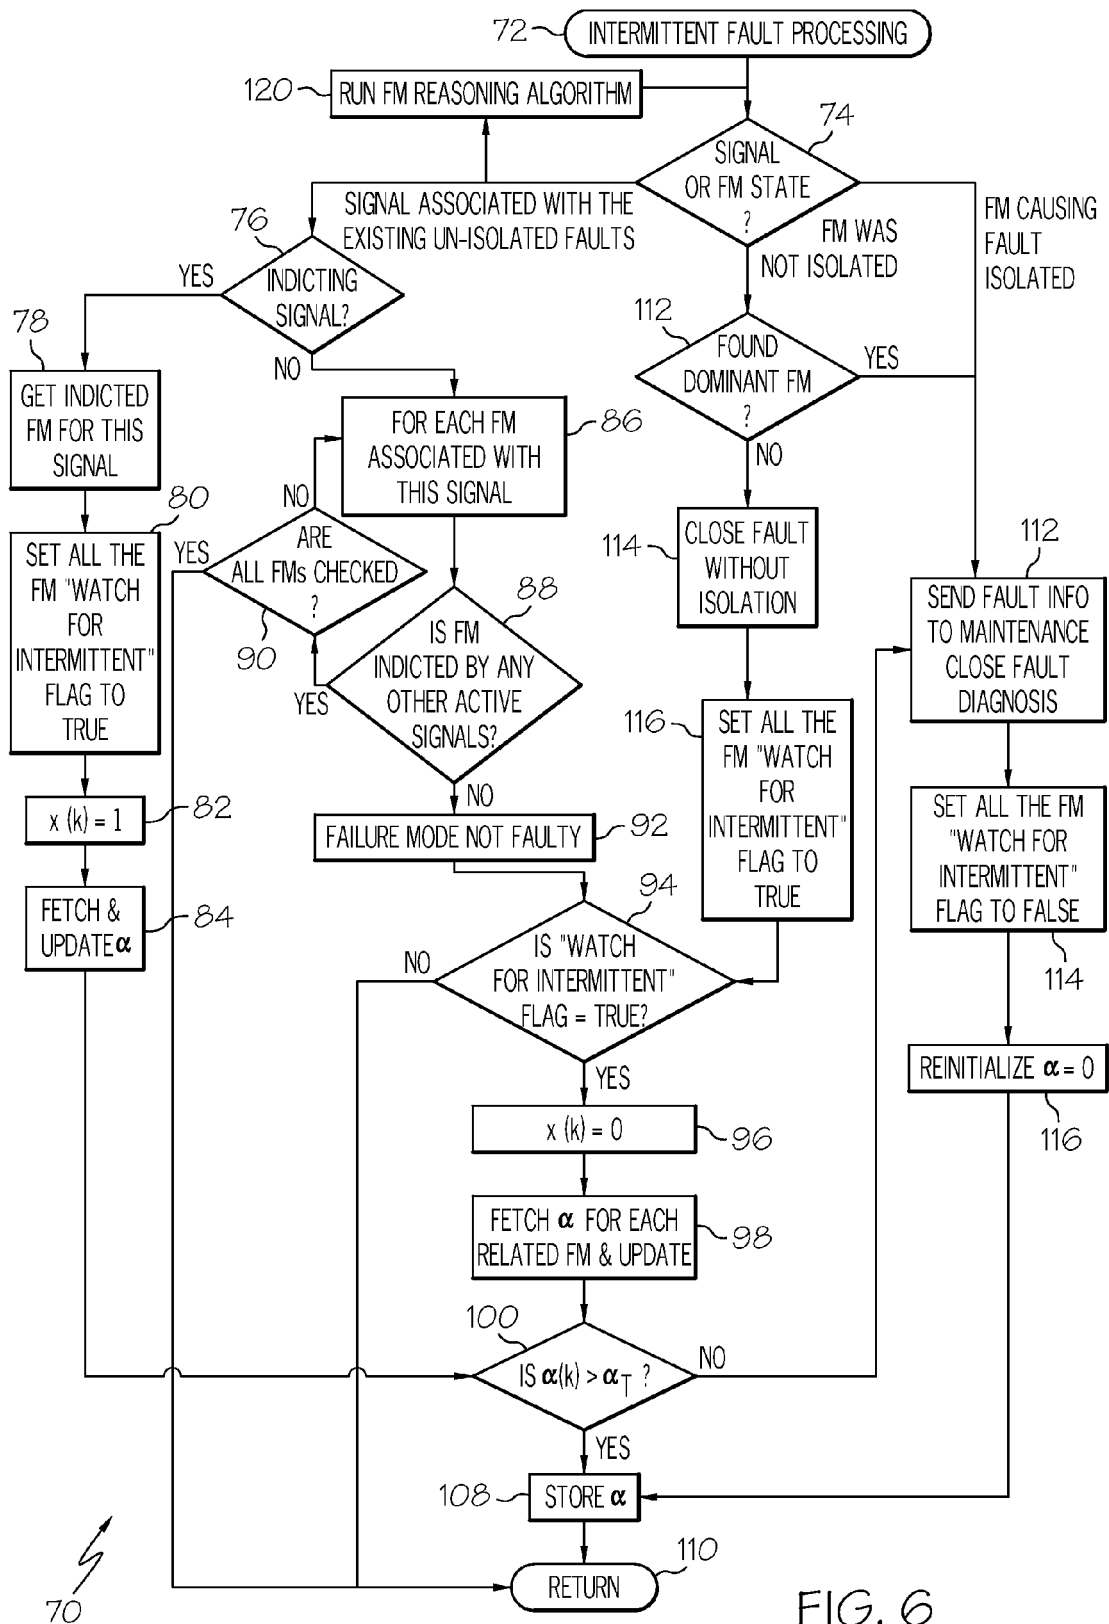 72
INTERMITTENT FAULT PROCESSING
120
RUN FM REASONING ALGORITHM
74
SIGNAL
OR FM STATE
?
SIGNAL ASSOCIATED WITH THE
EXISTING UN-ISOLATED FAULTS
FM WAS
NOT ISOLATED
FM CAUSING
FAULT
ISOLATED
76
INDICTING
SIGNAL?
YES
NO
78
GET INDICTED
FM FOR THIS
SIGNAL
112
FOUND
DOMINANT FM
?
YES
NO
FOR EACH FM
ASSOCIATED WITH
THIS SIGNAL
86
80
SET ALL THE
FM "WATCH
FOR
INTERMITTENT"
FLAG TO
TRUE
NO
YES
ARE
ALL FMs CHECKED
?
90
88
IS FM
INDICTED BY ANY
OTHER ACTIVE
SIGNALS?
YES
NO
114
CLOSE FAULT
WITHOUT
ISOLATION
112
SEND FAULT INFO
TO MAINTENANCE
CLOSE FAULT
DIAGNOSIS
116
SET ALL THE
FM "WATCH
FOR
INTERMITTENT"
FLAG TO
TRUE
x (k) = 1
82
FAILURE MODE NOT FAULTY
92
SET ALL THE FM
"WATCH FOR
INTERMITTENT"
FLAG TO FALSE
114
FETCH &
UPDATE α
84
94
IS "WATCH
FOR INTERMITTENT"
FLAG = TRUE?
NO
YES
REINITIALIZE α = 0
116
x (k) = 0
96
FETCH α FOR EACH
RELATED FM & UPDATE
98
100
IS α(k) > αT ?
NO
YES
108
STORE α
110
RETURN
70
FIG. 6